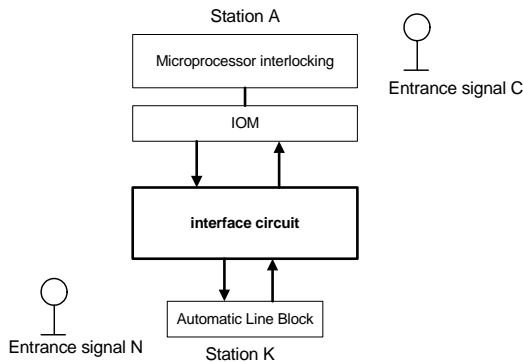 Station A
Microprocessor interlocking
Entrance signal C
IOM
interface circuit
Automatic Line Block
Entrance signal N
Station K